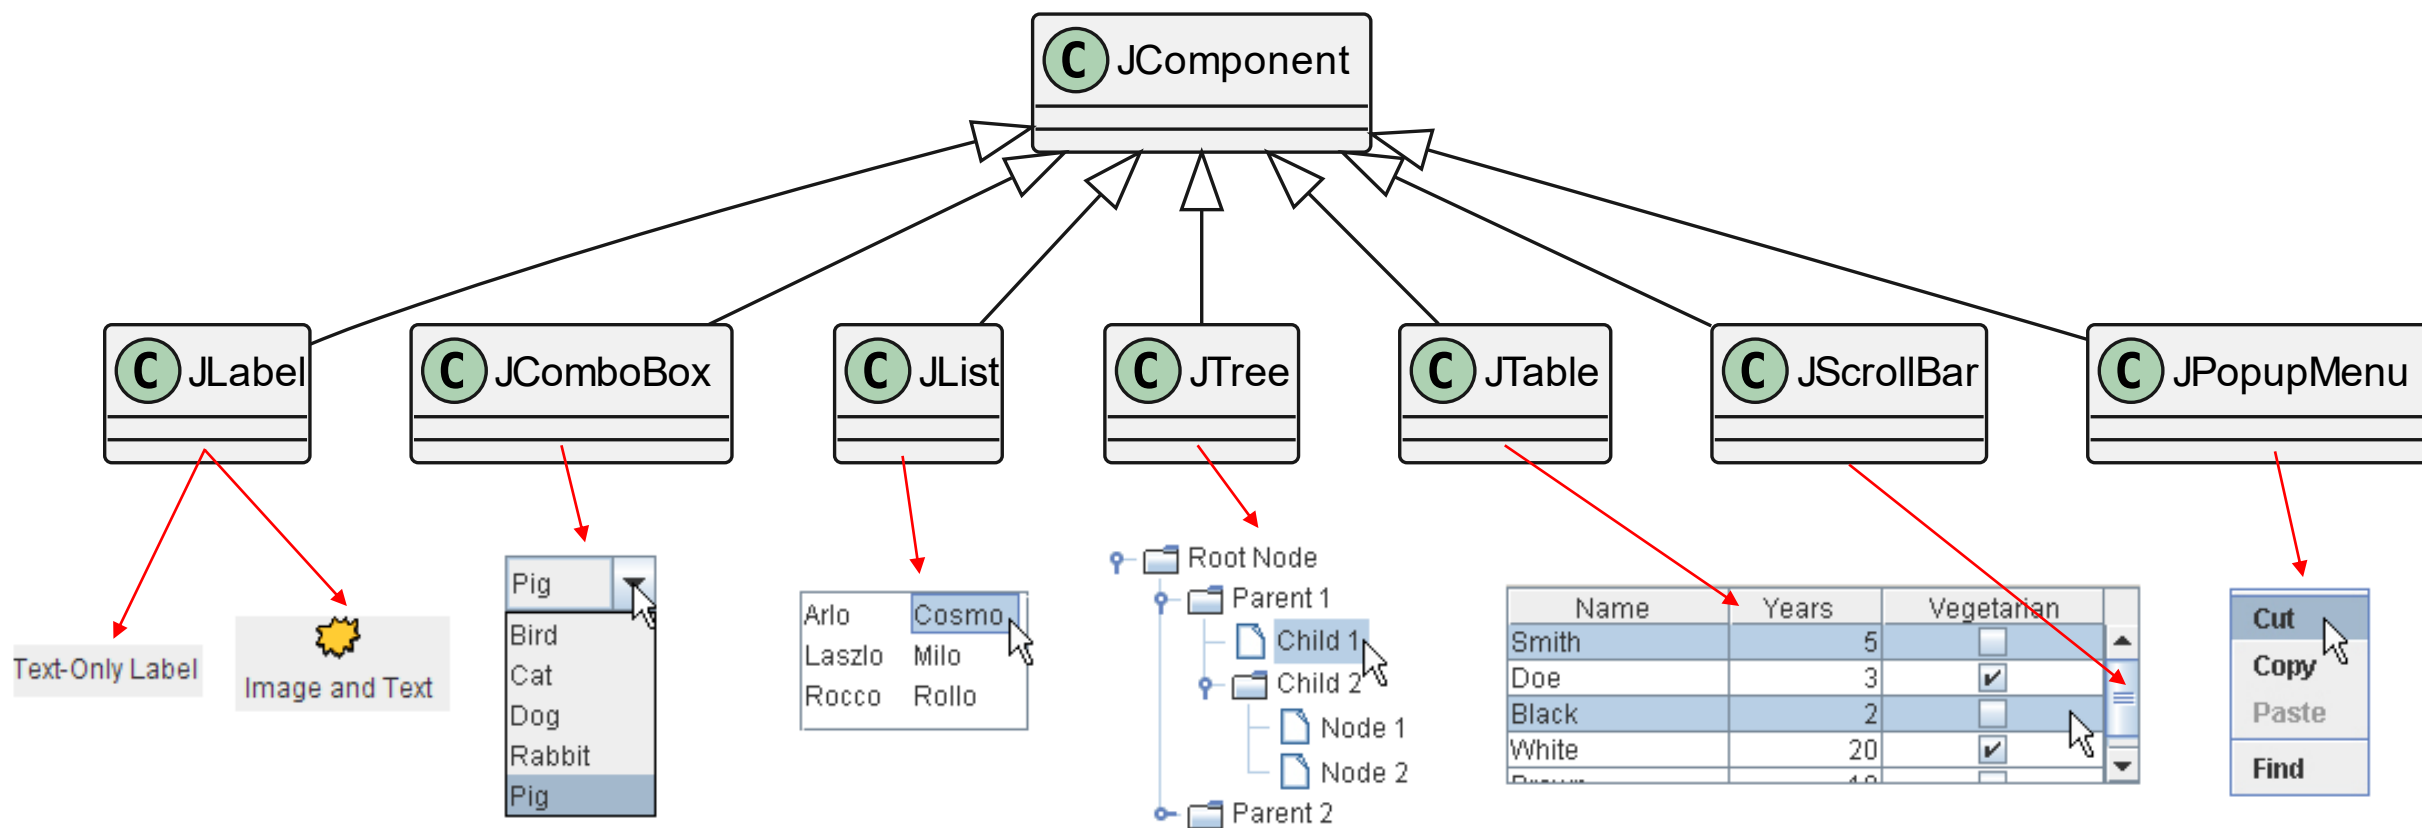 C JComponent
C JLabel
C JComboBox
C JList
C JTree
C JTable
C JScrollBar
C JPopupMenu
Text-Only Label
Image and Text
Pig
Bird
Cat
Dog
Rabbit
Pig
Arlo Cosmo
Laszlo Milo
Rocco Rollo
Root Node
Parent 1
Child 1
Child 2
Node 1
Node 2
Parent 2
Name Years Vegetarian
Smith 5
Doe 3
Black 2
White 20
Cut
Copy
Paste
Find